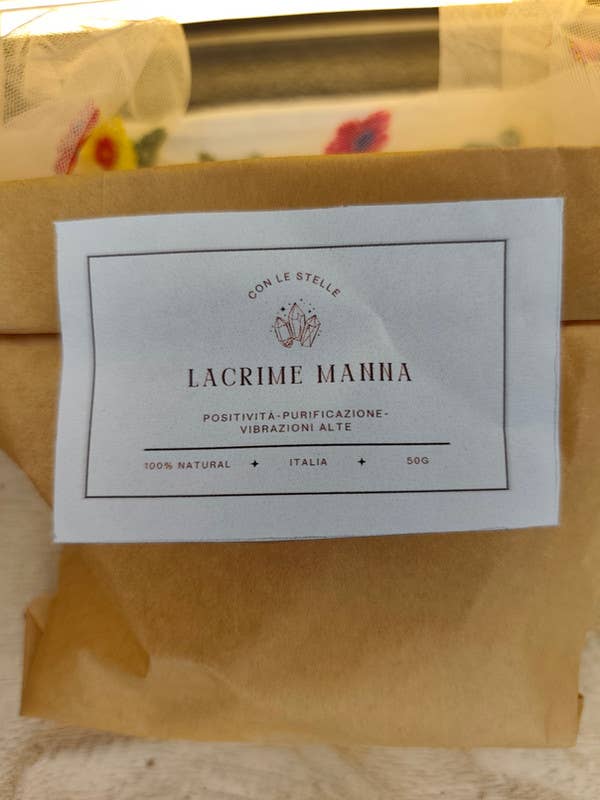 CON LE STELLE
LACRIME MANNA
POSITIVITÀ-PURIFICAZIONE-
VIBRAZIONI ALTE
100% NATURAL ✦ ITALIA ✦ 50G